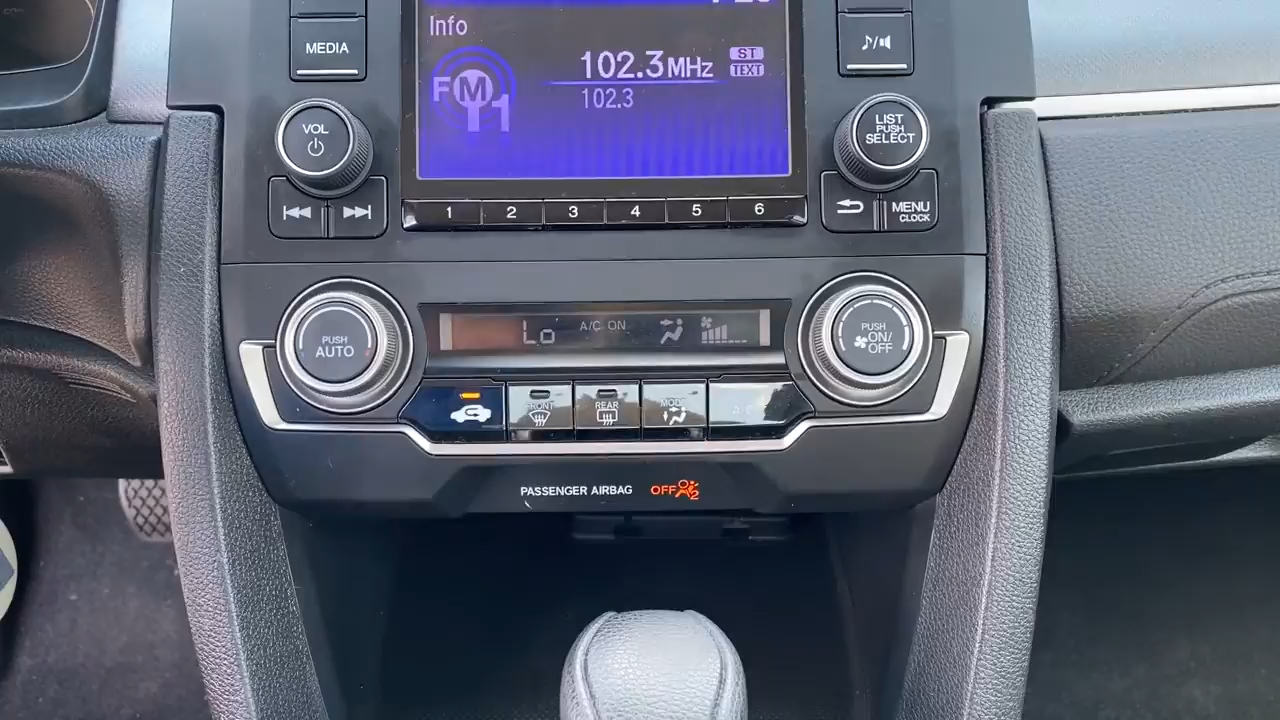 Info
MEDIA
102.3MHz
ST
TEXT
FM1
102.3
VOL
LIST
PUSH
SELECT
1 2 3 4 5 6
MENU
CLOCK
PUSH
AUTO
Lo
A/C ON
PUSH
ON/
OFF
FRONT
REAR
MODE
PASSENGER AIRBAG OFF
2